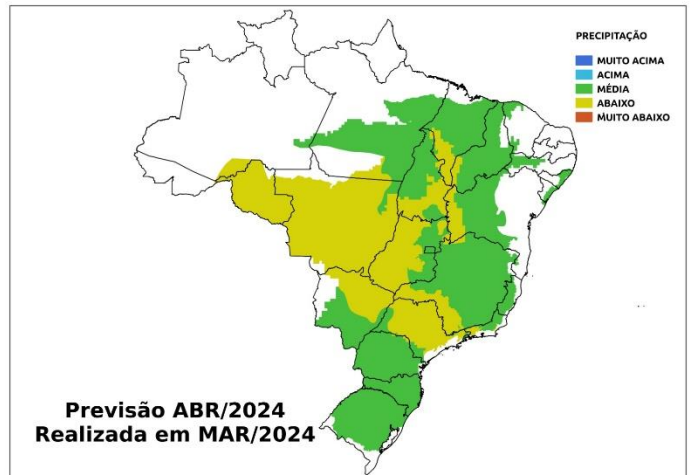 PRECIPITAÇÃO
MUITO ACIMA
ACIMA
MÉDIA
ABAIXO
MUITO ABAIXO
Previsão ABR/2024
Realizada em MAR/2024